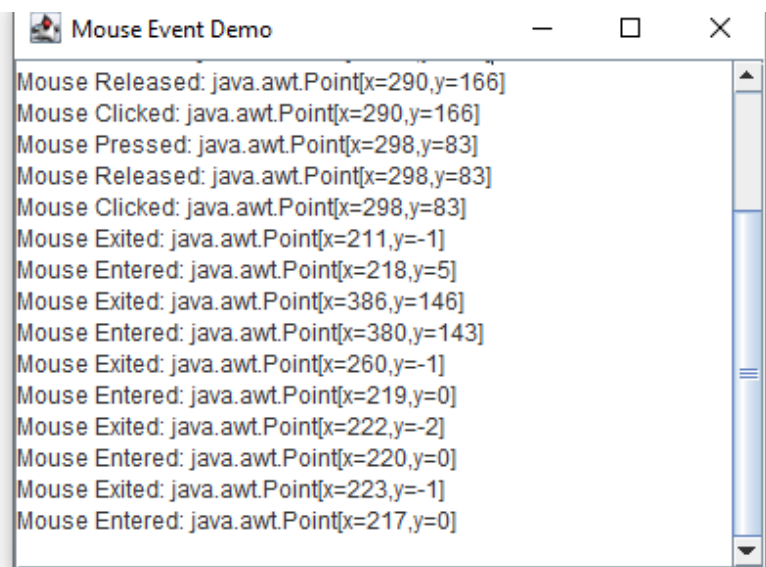 Mouse Event Demo
Mouse Released: java.awt.Point[x=290,y=166]
Mouse Clicked: java.awt.Point[x=290,y=166]
Mouse Pressed: java.awt.Point[x=298,y=83]
Mouse Released: java.awt.Point[x=298,y=83]
Mouse Clicked: java.awt.Point[x=298,y=83]
Mouse Exited: java.awt.Point[x=211,y=-1]
Mouse Entered: java.awt.Point[x=218,y=5]
Mouse Exited: java.awt.Point[x=386,y=146]
Mouse Entered: java.awt.Point[x=380,y=143]
Mouse Exited: java.awt.Point[x=260,y=-1]
Mouse Entered: java.awt.Point[x=219,y=0]
Mouse Exited: java.awt.Point[x=222,y=-2]
Mouse Entered: java.awt.Point[x=220,y=0]
Mouse Exited: java.awt.Point[x=223,y=-1]
Mouse Entered: java.awt.Point[x=217,y=0]